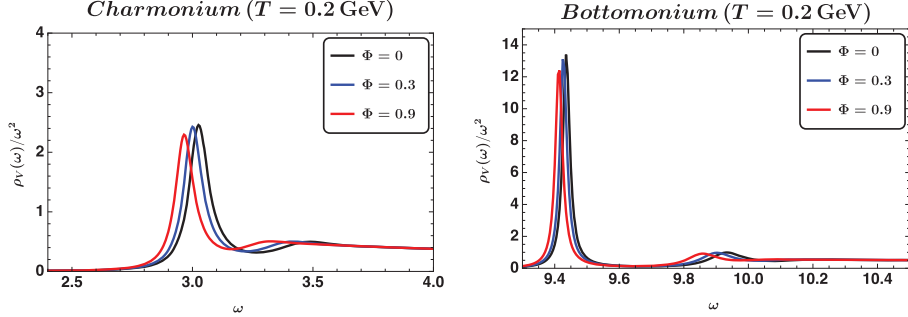 Charmonium (T = 0.2 GeV)
4
3
2
1
0
ρV(ω)/ω²
Φ = 0
Φ = 0.3
Φ = 0.9
2.5 3.0 3.5 4.0
ω
Bottomonium (T = 0.2 GeV)
14
12
10
8
6
4
2
0
ρV(ω)/ω²
Φ = 0
Φ = 0.3
Φ = 0.9
9.4 9.6 9.8 10.0 10.2 10.4
ω